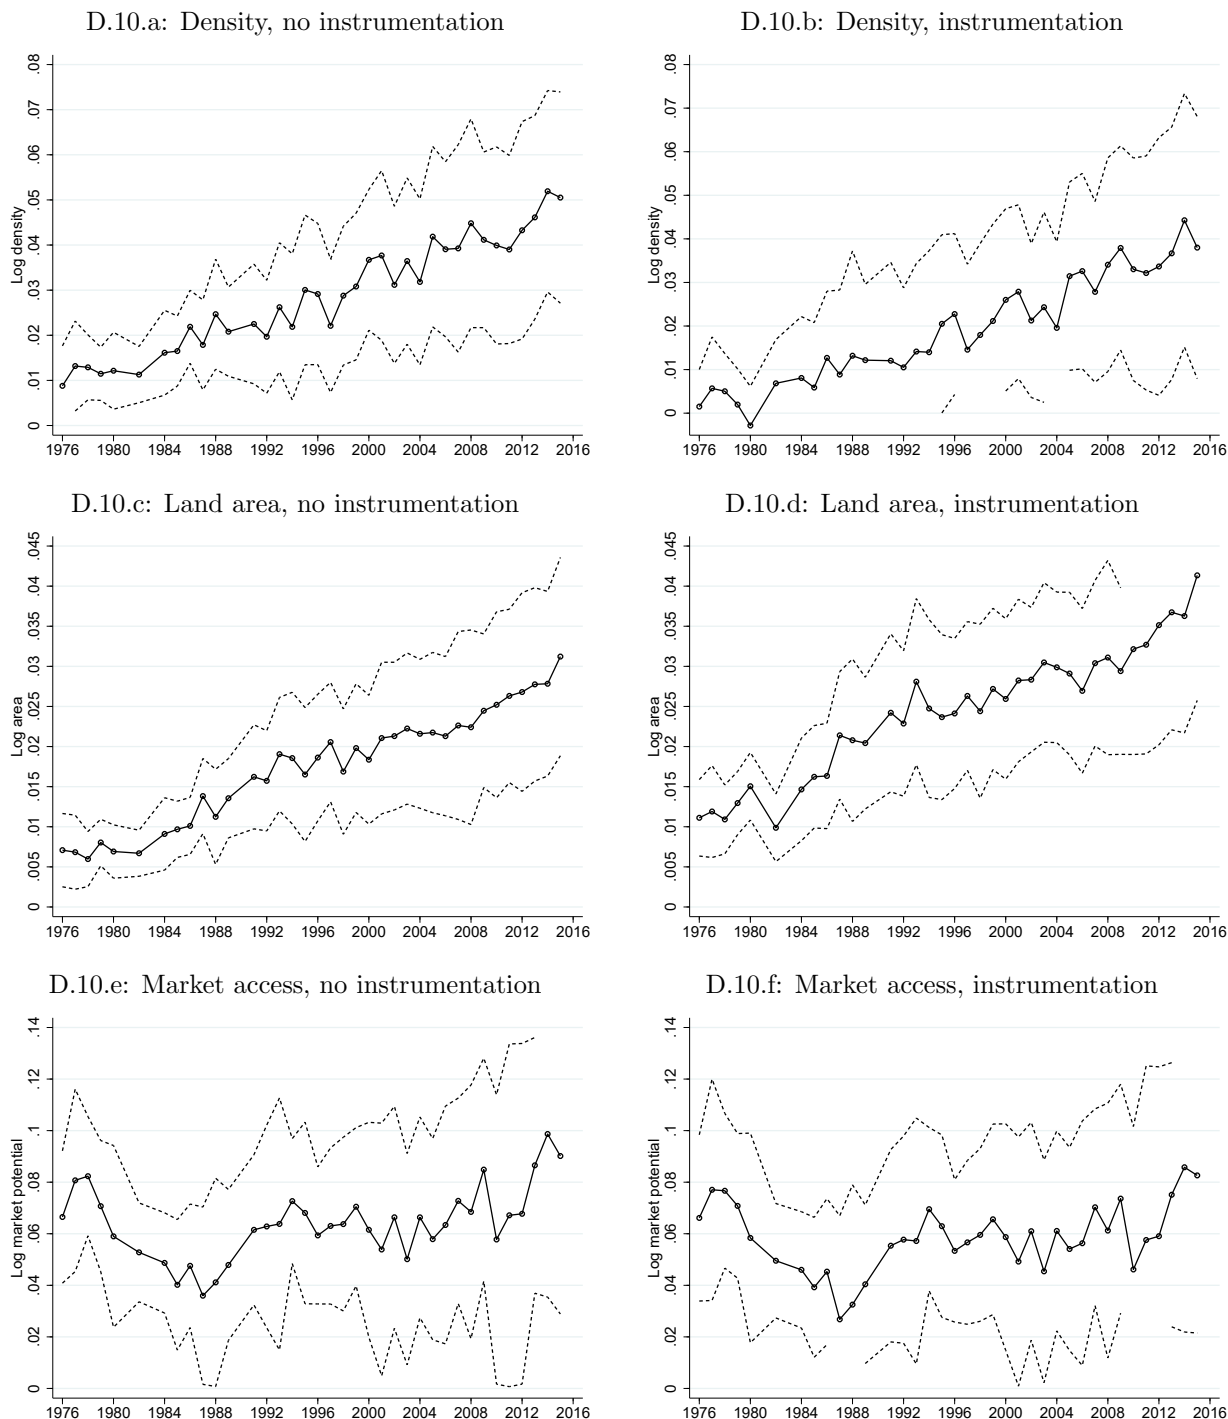 D.10.a: Density, no instrumentation
D.10.b: Density, instrumentation
Log density
0 .01 .02 .03 .04 .05 .06 .07 .08
1976 1980 1984 1988 1992 1996 2000 2004 2008 2012 2016
Log density
0 .01 .02 .03 .04 .05 .06 .07 .08
1976 1980 1984 1988 1992 1996 2000 2004 2008 2012 2016
D.10.c: Land area, no instrumentation
D.10.d: Land area, instrumentation
Log area
0 .005 .01 .015 .02 .025 .03 .035 .04 .045
1976 1980 1984 1988 1992 1996 2000 2004 2008 2012 2016
Log area
0 .005 .01 .015 .02 .025 .03 .035 .04 .045
1976 1980 1984 1988 1992 1996 2000 2004 2008 2012 2016
D.10.e: Market access, no instrumentation
D.10.f: Market access, instrumentation
Log market potential
0 .02 .04 .06 .08 .1 .12 .14
1976 1980 1984 1988 1992 1996 2000 2004 2008 2012 2016
Log market potential
0 .02 .04 .06 .08 .1 .12 .14
1976 1980 1984 1988 1992 1996 2000 2004 2008 2012 2016